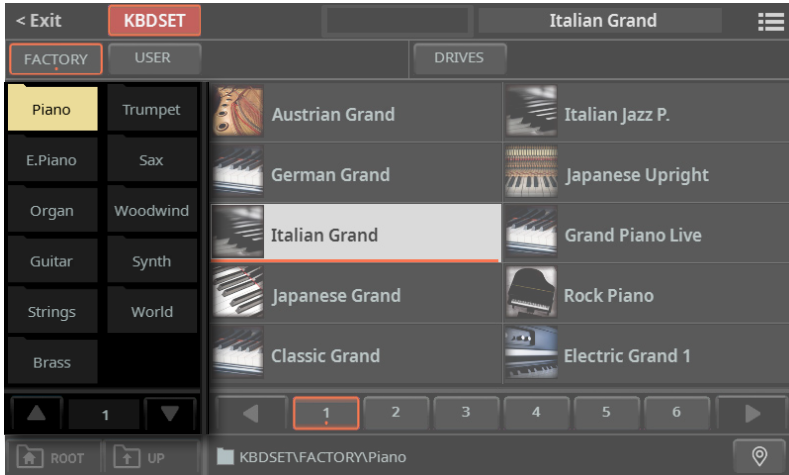 < Exit KBDSET Italian Grand
FACTORY USER DRIVES
Piano Trumpet Austrian Grand Italian Jazz P.
E.Piano Sax German Grand Japanese Upright
Organ Woodwind Italian Grand Grand Piano Live
Guitar Synth Japanese Grand Rock Piano
Strings World Classic Grand Electric Grand 1
Brass
1 1 2 3 4 5 6
ROOT UP KBDSET\FACTORY\Piano